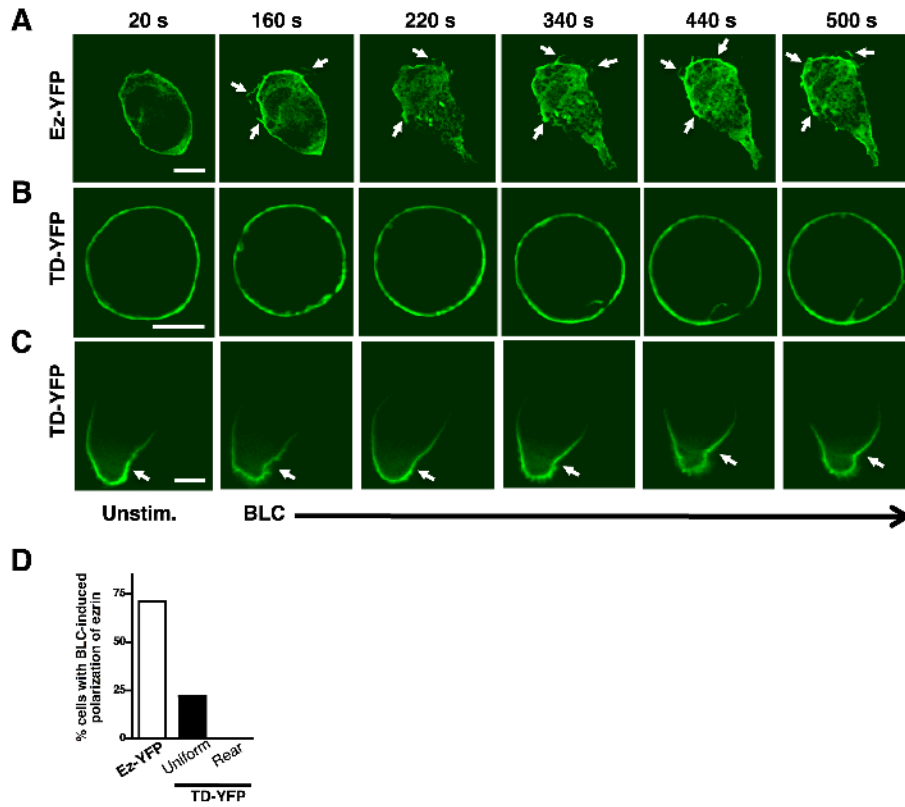 A
20 s 160 s 220 s 340 s 440 s 500 s
Ez-YFP
B
TD-YFP
C
TD-YFP
Unstim. BLC
D
% cells with BLC-induced
polarization of ezrin
75
50
25
0
Ez-YFP Uniform Rear
TD-YFP